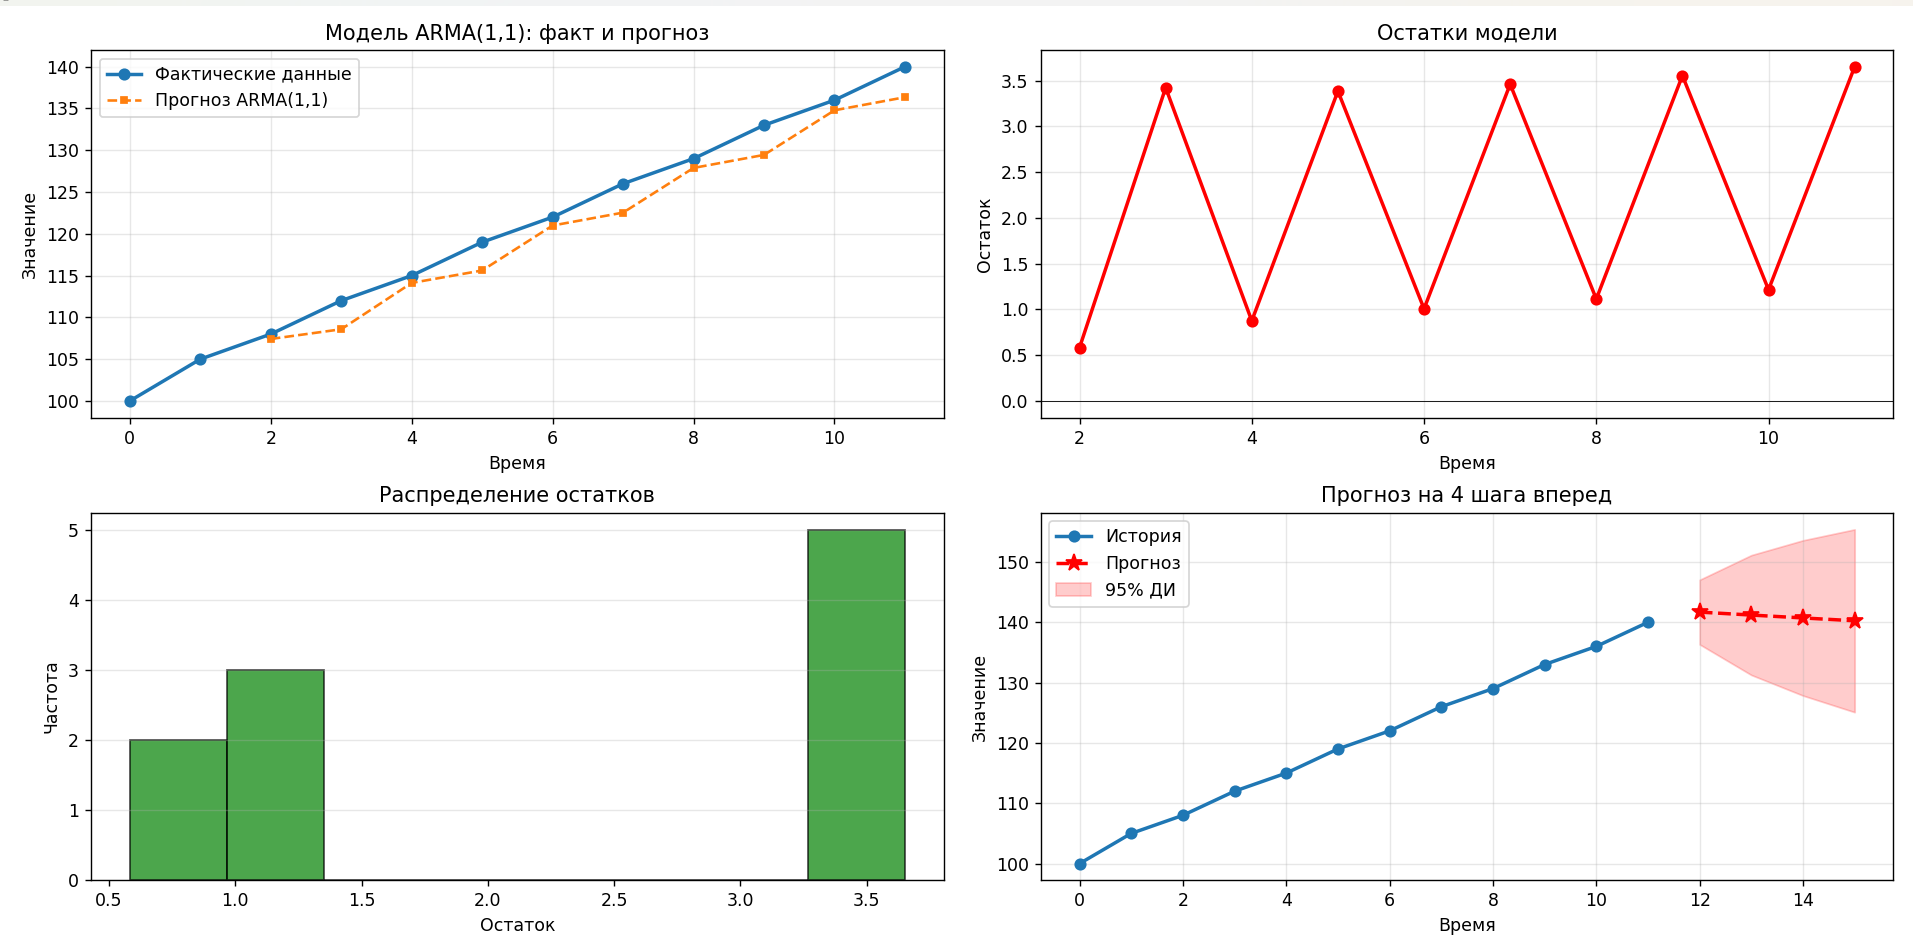 Модель ARMA(1,1): факт и прогноз
Фактические данные
Прогноз ARMA(1,1)
Значение
140
135
130
125
120
115
110
105
100
0 2 4 6 8 10
Время
Остатки модели
Остаток
3.5
3.0
2.5
2.0
1.5
1.0
0.5
0.0
2 4 6 8 10
Время
Распределение остатков
Частота
5
4
3
2
1
0
0.5 1.0 1.5 2.0 2.5 3.0 3.5
Остаток
Прогноз на 4 шага вперед
История
Прогноз
95% ДИ
Значение
150
140
130
120
110
100
0 2 4 6 8 10 12 14
Время